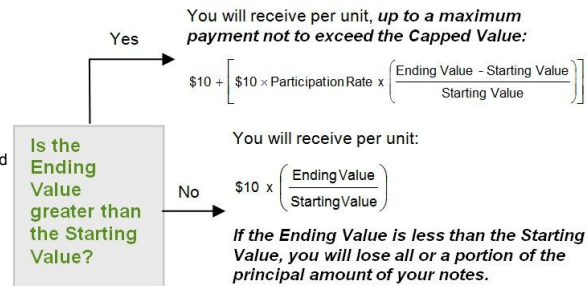 You will receive per unit, up to a maximum
payment not to exceed the Capped Value:
Yes
$10 + [ $10 × Participation Rate x ( Ending Value - Starting Value / Starting Value ) ]
You will receive per unit:
d
Is the
Ending
Value
greater than
the Starting
Value?
No
$10 x ( Ending Value / Starting Value )
If the Ending Value is less than the Starting
Value, you will lose all or a portion of the
principal amount of your notes.